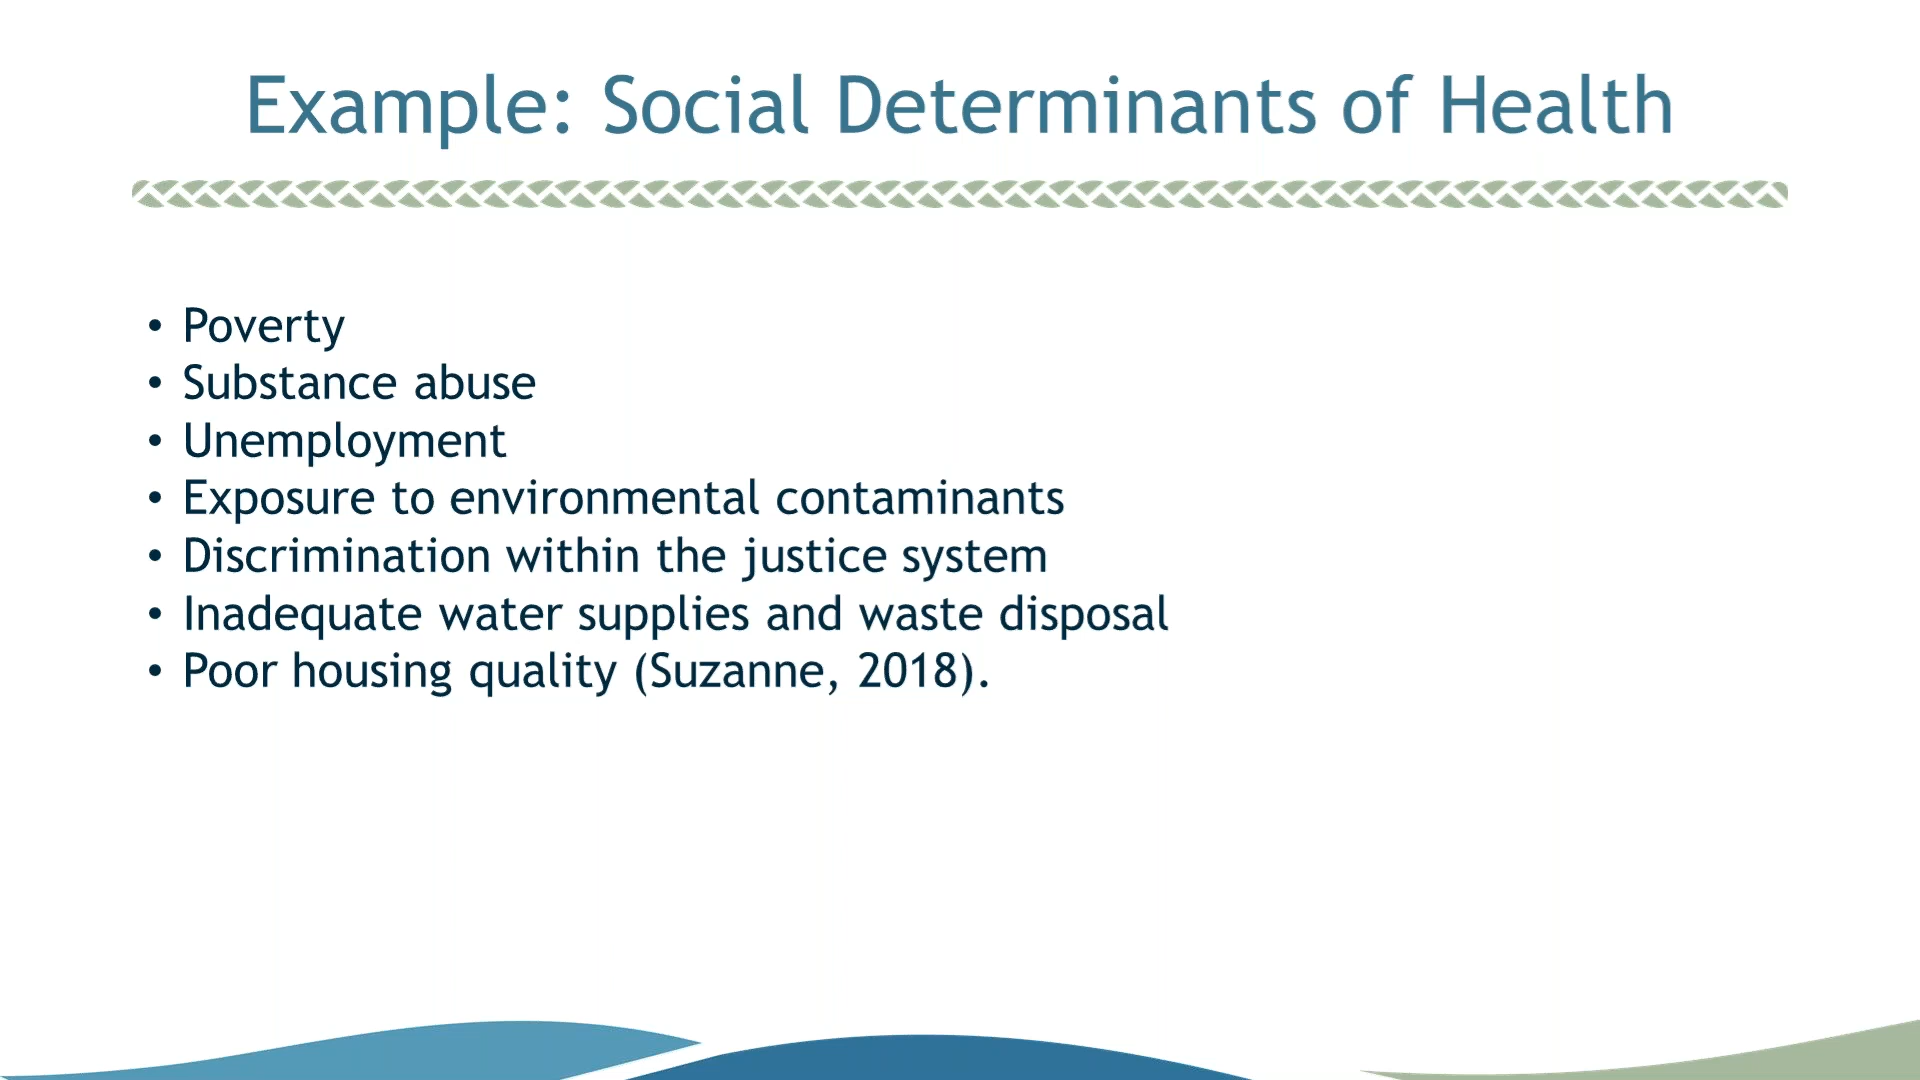 Example: Social Determinants of Health
• Poverty
• Substance abuse
• Unemployment
• Exposure to environmental contaminants
• Discrimination within the justice system
• Inadequate water supplies and waste disposal
• Poor housing quality (Suzanne, 2018).